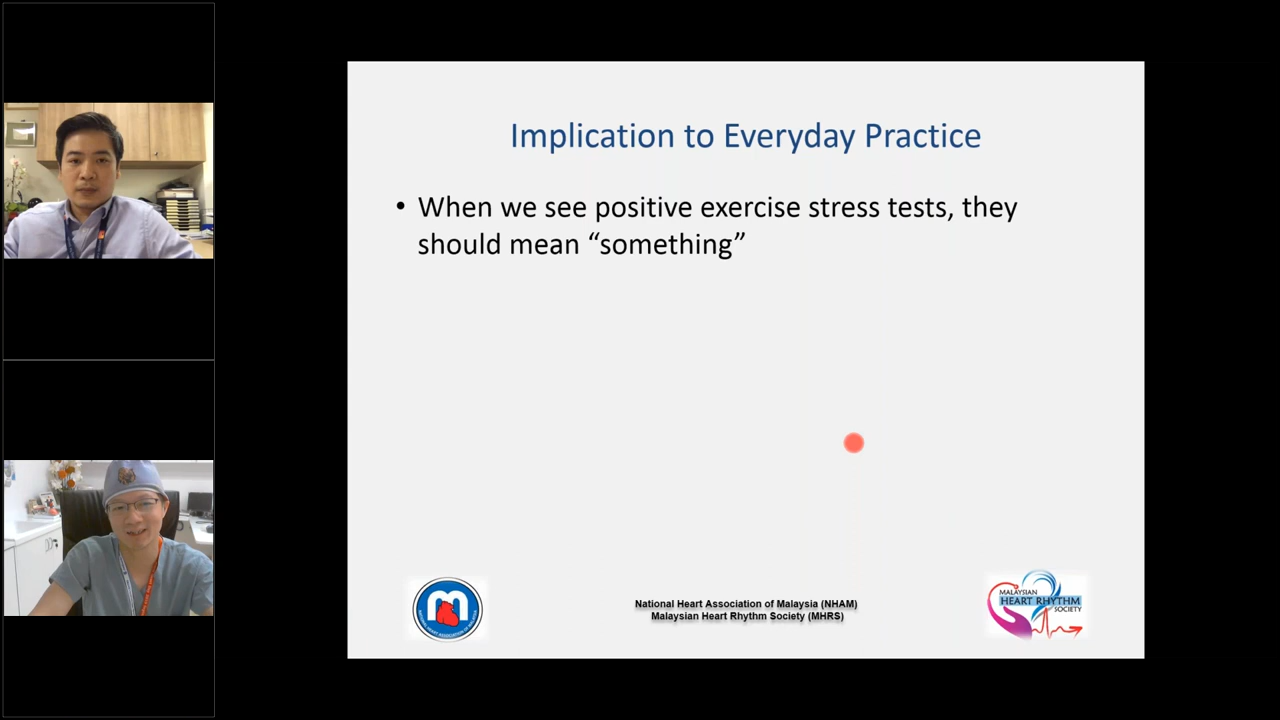 Implication to Everyday Practice
• When we see positive exercise stress tests, they
should mean “something”
National Heart Association of Malaysia (NHAM)
Malaysian Heart Rhythm Society (MHRS)
m
MALAYSIAN
HEART RHYTHM
SOCIETY